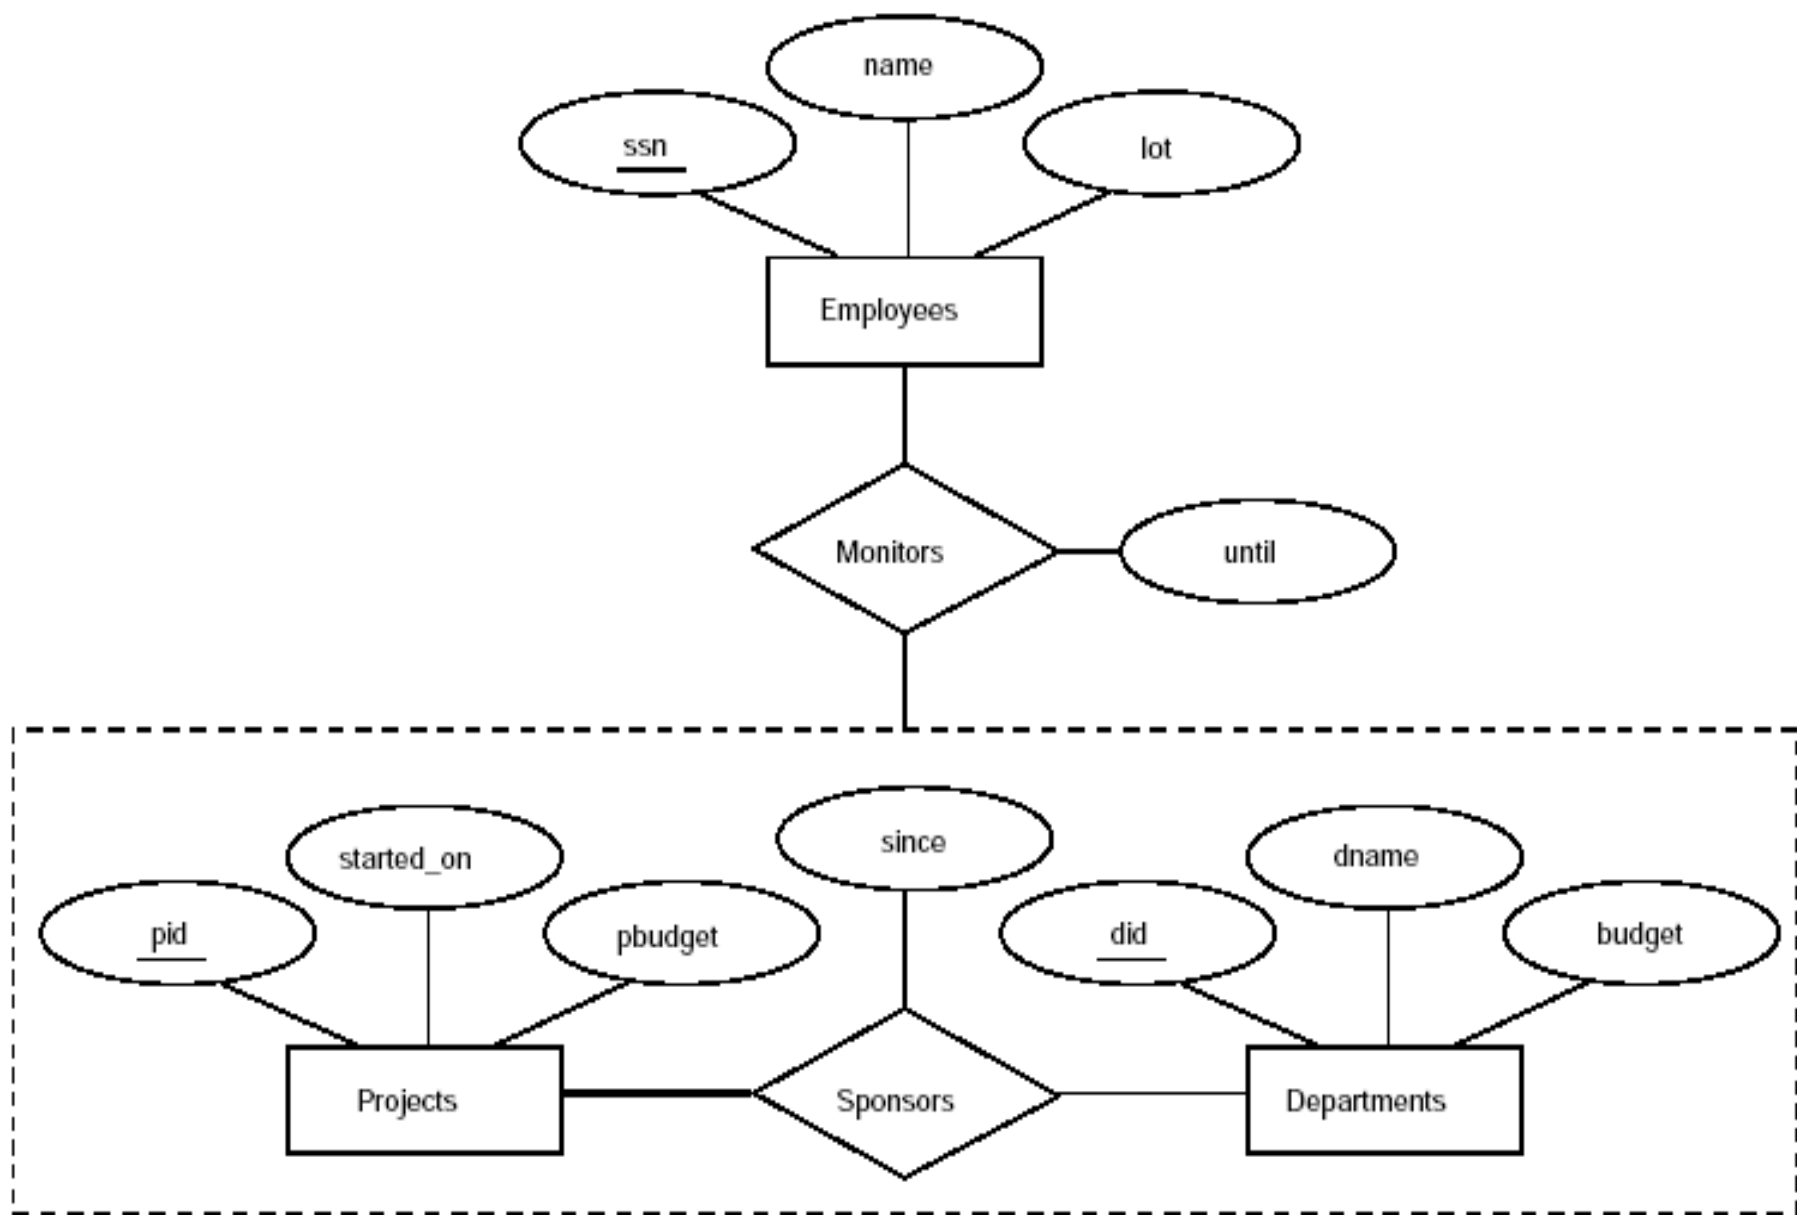 name
ssn
lot
Employees
Monitors
until
since
started_on
dname
pid
pbudget
did
budget
Projects
Sponsors
Departments